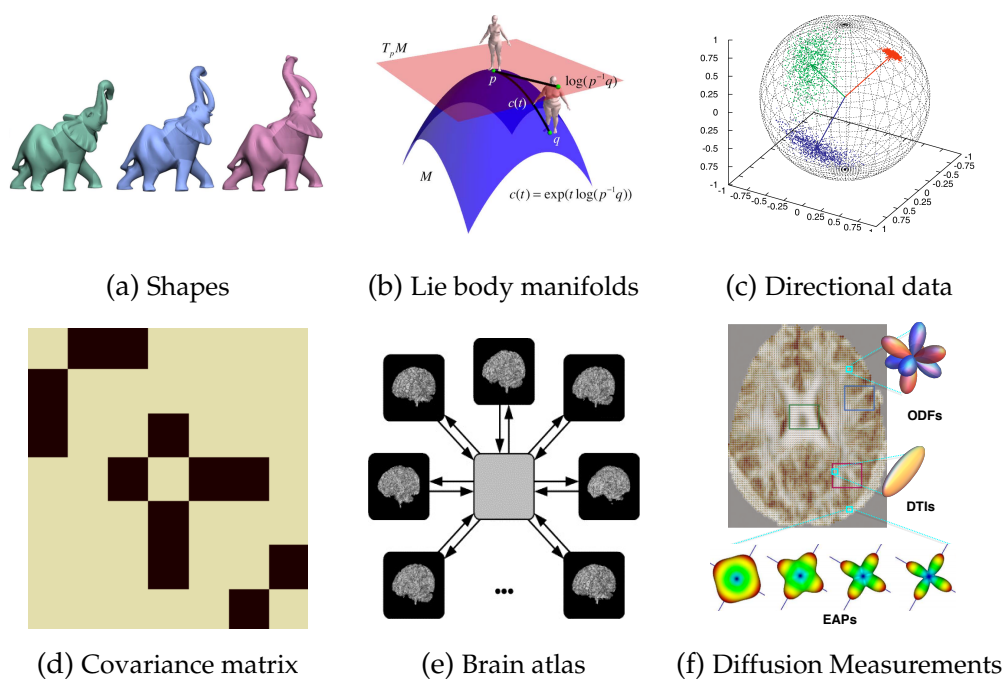 T_p M
p
log(p⁻¹q)
c(t)
q
M
c(t) = exp(t log(p⁻¹q))
1
0.75
0.5
0.25
0
-0.25
-0.5
-0.75
-1
-1
-0.75
-0.5
-0.25
0
0.25
0.5
0.75
1
-1
-0.75
-0.5
-0.25
0
0.25
0.5
0.75
1
(a) Shapes
(b) Lie body manifolds
(c) Directional data
ODFs
DTIs
•••
EAPs
(d) Covariance matrix
(e) Brain atlas
(f) Diffusion Measurements